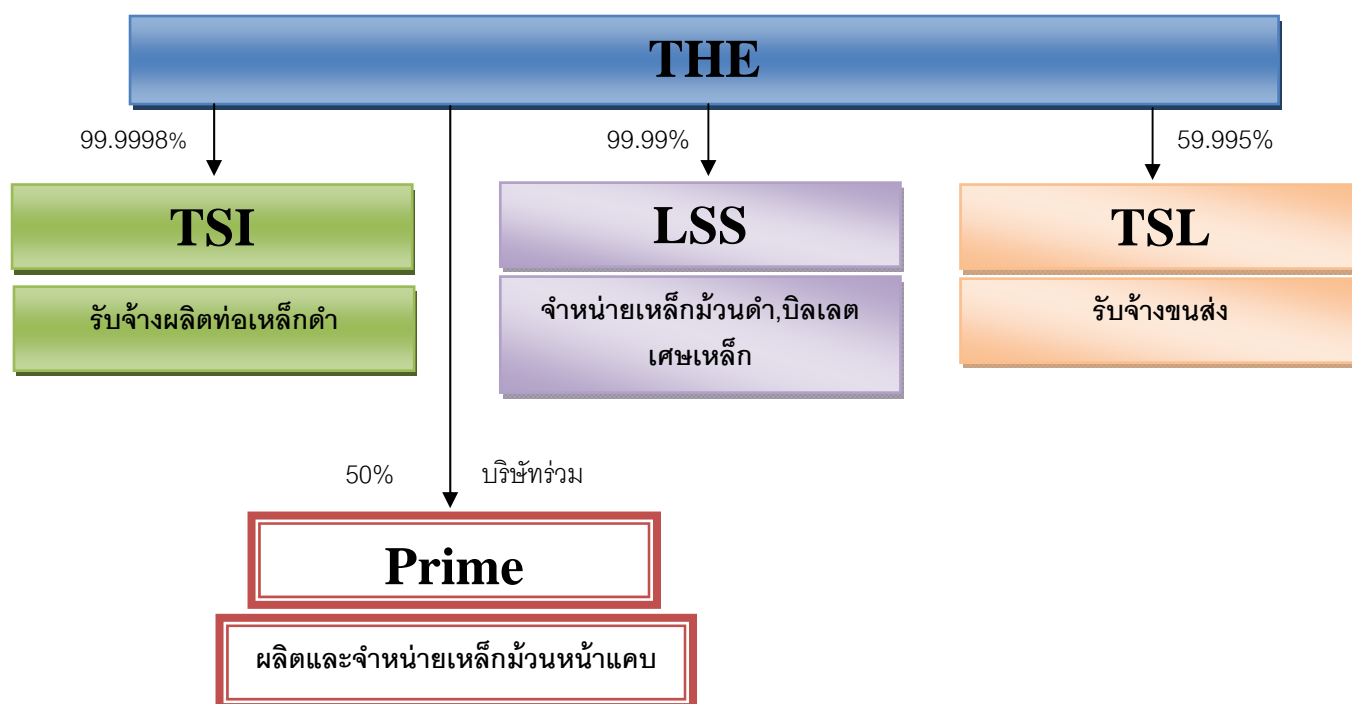 THE
99.9998%
99.99%
59.995%
TSI
LSS
TSL
รับจ้างผลิตท่อเหล็กดำ
จำหน่ายเหล็กม้วนดำ,บิลเลต
เศษเหล็ก
รับจ้างขนส่ง
50%
บริษัทร่วม
Prime
ผลิตและจำหน่ายเหล็กม้วนหน้าแคบ